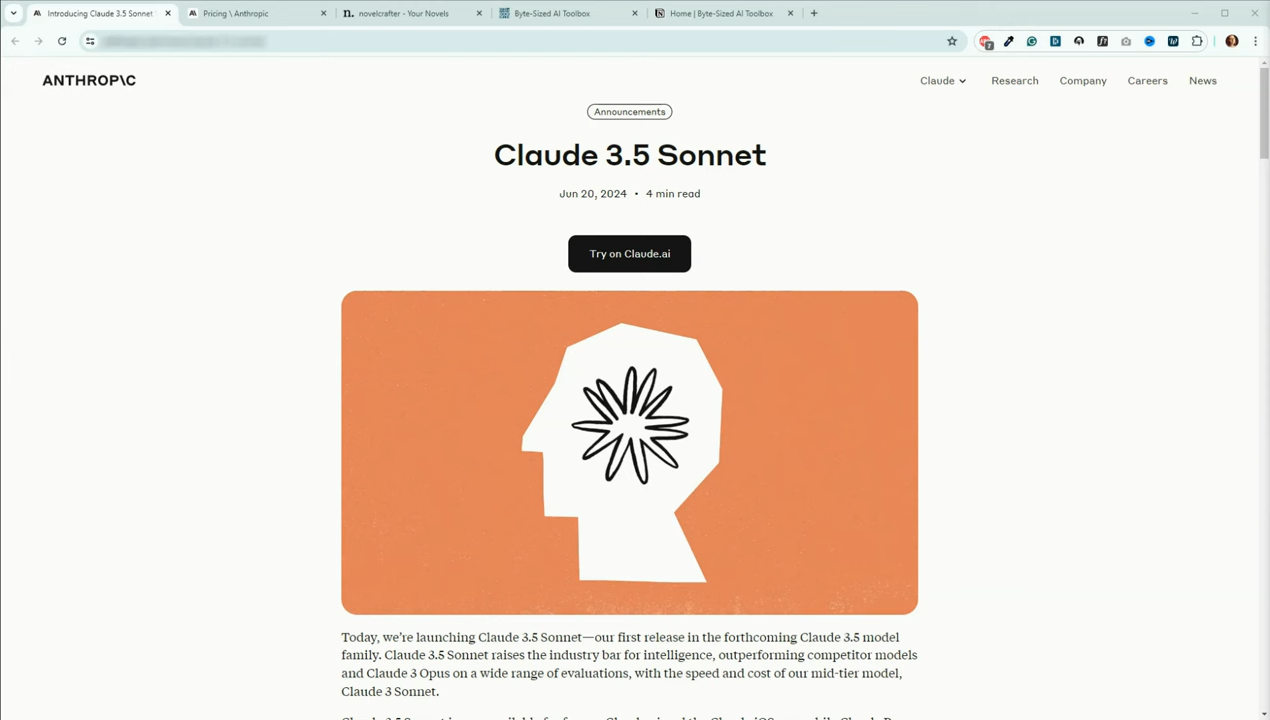 Introducing Claude 3.5 Sonnet
Pricing \ Anthropic
novelcrafter - Your Novels
Byte-Sized AI Toolbox
Home | Byte-Sized AI Toolbox
ANTHROP\C
Claude
Research
Company
Careers
News
Announcements
Claude 3.5 Sonnet
Jun 20, 2024 • 4 min read
Try on Claude.ai
Today, we’re launching Claude 3.5 Sonnet—our first release in the forthcoming Claude 3.5 model
family. Claude 3.5 Sonnet raises the industry bar for intelligence, outperforming competitor models
and Claude 3 Opus on a wide range of evaluations, with the speed and cost of our mid-tier model,
Claude 3 Sonnet.